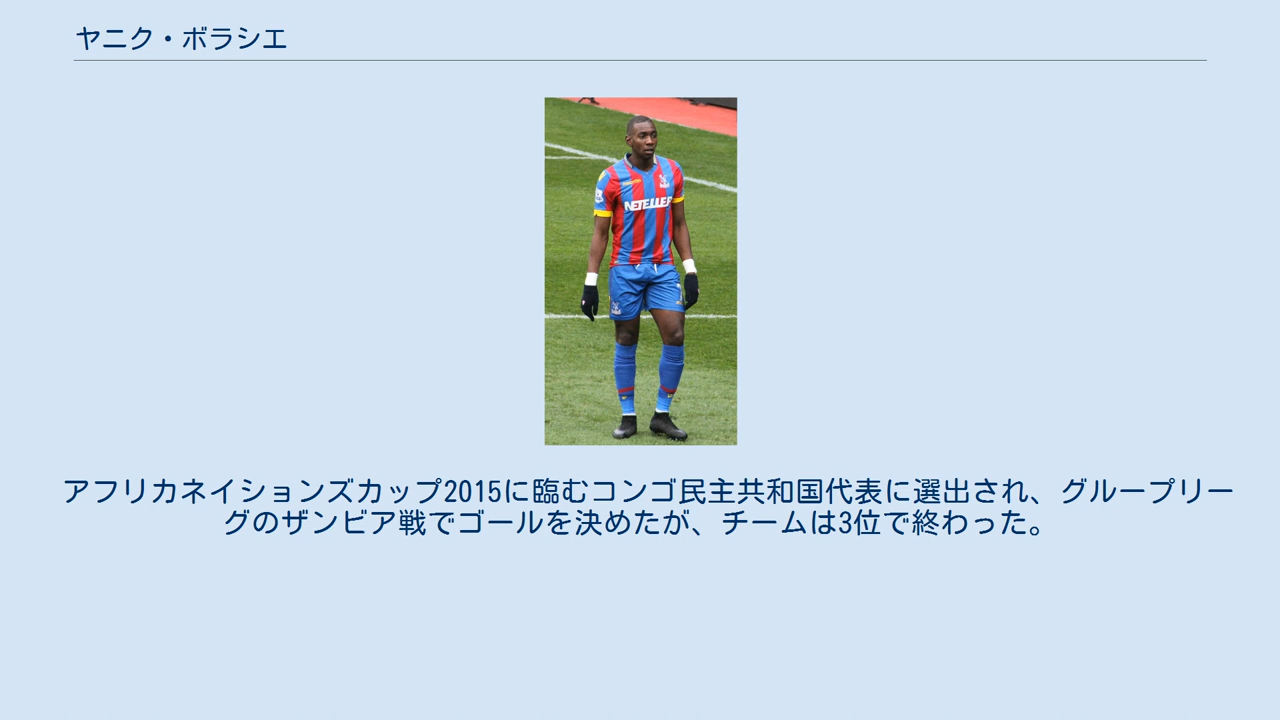 ヤニク・ボラシエ
NETELLER
アフリカネイションズカップ2015に臨むコンゴ民主共和国代表に選出され、グループリー
グのザンビア戦でゴールを決めたが、チームは3位で終わった。